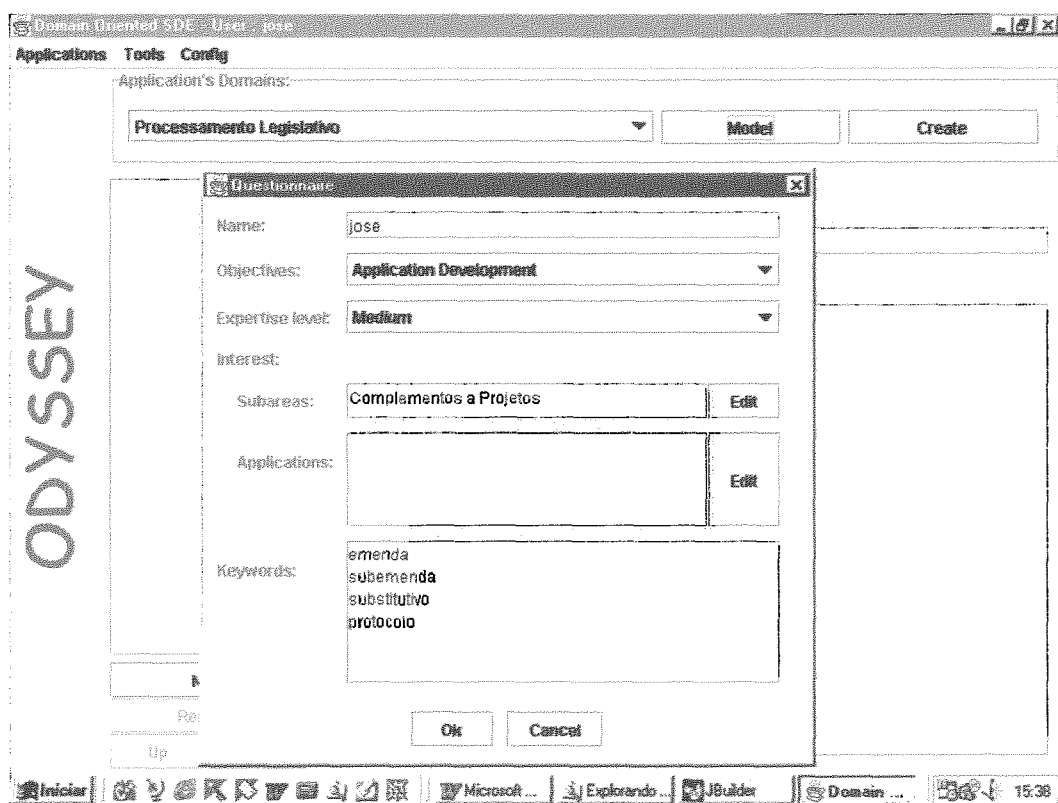 Domain Oriented SDE - User - jose
Applications Tools Config
Application's Domains:
Processamento Legislativo Model Create
ODYSSEY
Questionnaire
Name: jose
Objectives: Application Development
Expertise level: Medium
Interest:
Subareas: Complementos a Projetos Edit
Applications: Edit
Keywords: emenda
subemenda
substitutivo
protocolo
Ok Cancel
Up
Iniciar Microsoft ... Explorando ... JBuilder Domain ... 15:38